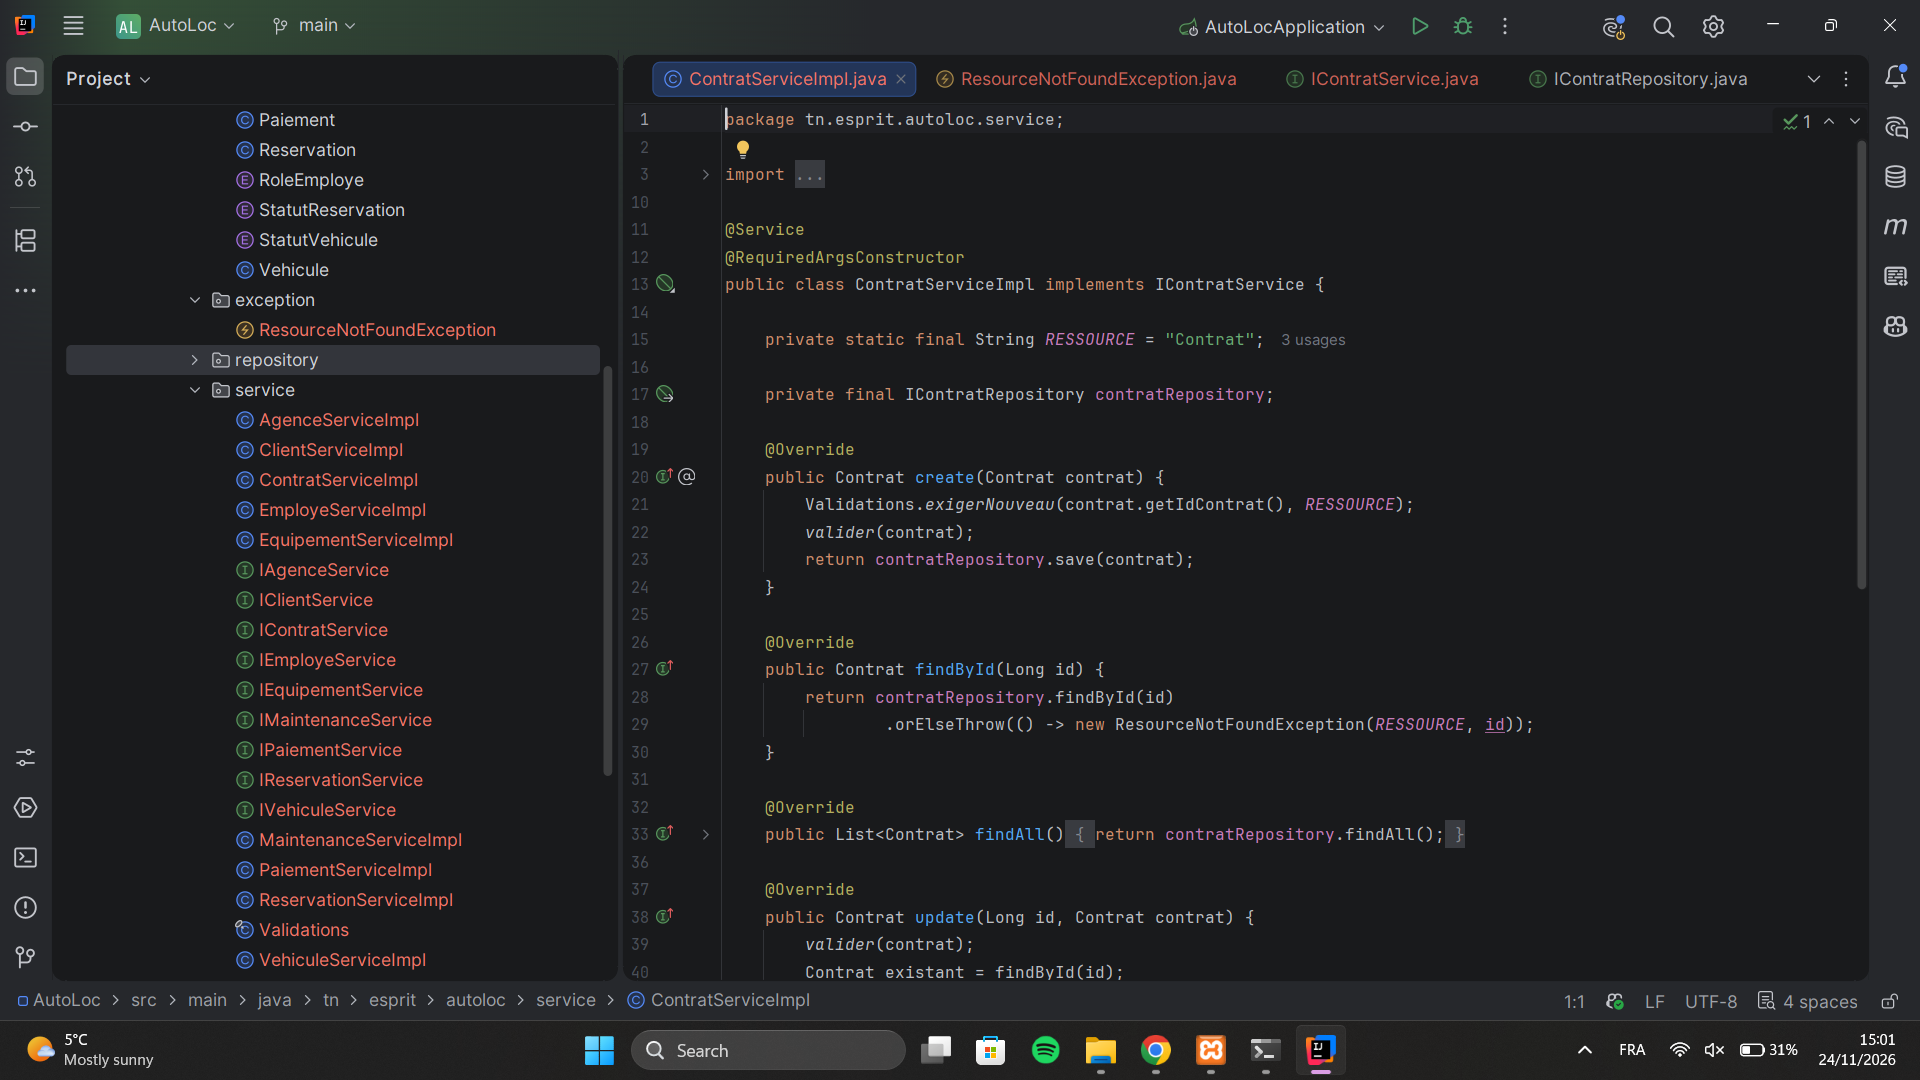 AL AutoLoc
main
AutoLocApplication
Project
Paiement
Reservation
RoleEmploye
StatutReservation
StatutVehicule
Vehicule
exception
ResourceNotFoundException
repository
service
AgenceServiceImpl
ClientServiceImpl
ContratServiceImpl
EmployeServiceImpl
EquipementServiceImpl
IAgenceService
IClientService
IContratService
IEmployeService
IEquipementService
IMaintenanceService
IPaiementService
IReservationService
IVehiculeService
MaintenanceServiceImpl
PaiementServiceImpl
ReservationServiceImpl
Validations
VehiculeServiceImpl
ContratServiceImpl.java
ResourceNotFoundException.java
IContratService.java
IContratRepository.java
1 package tn.esprit.autoloc.service;
1
2
3 import ...
10
11 @Service
12 @RequiredArgsConstructor
13 public class ContratServiceImpl implements IContratService {
14
15 private static final String RESSOURCE = "Contrat"; 3 usages
16
17 private final IContratRepository contratRepository;
18
19 @Override
20 public Contrat create(Contrat contrat) {
21 Validations.exigerNouveau(contrat.getIdContrat(), RESSOURCE);
22 valider(contrat);
23 return contratRepository.save(contrat);
24 }
25
26 @Override
27 public Contrat findById(Long id) {
28 return contratRepository.findById(id)
29 .orElseThrow(() -> new ResourceNotFoundException(RESSOURCE, id));
30 }
31
32 @Override
33 public List<Contrat> findAll() { return contratRepository.findAll(); }
36
37 @Override
38 public Contrat update(Long id, Contrat contrat) {
39 valider(contrat);
40 Contrat existant = findById(id);
AutoLoc > src > main > java > tn > esprit > autoloc > service > ContratServiceImpl
1:1 LF UTF-8 4 spaces
5°C
Mostly sunny
Search
FRA
31%
15:01
24/11/2026